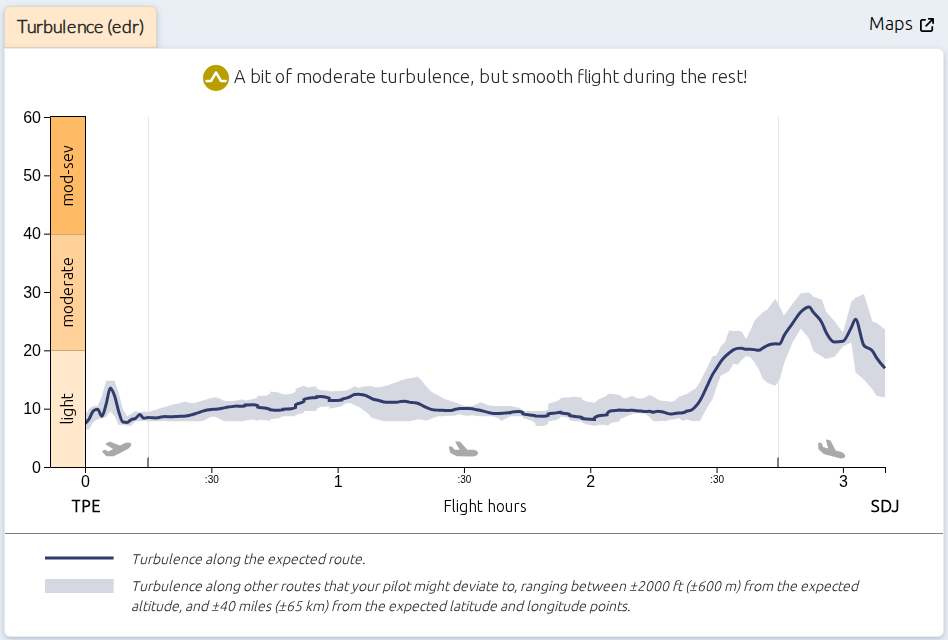 Turbulence (edr)
Maps
A bit of moderate turbulence, but smooth flight during the rest!
60
50
40
30
20
10
0
mod-sev
moderate
light
0
:30
1
:30
2
:30
3
TPE
Flight hours
SDJ
Turbulence along the expected route.
Turbulence along other routes that your pilot might deviate to, ranging between ±2000 ft (±600 m) from the expected
altitude, and ±40 miles (±65 km) from the expected latitude and longitude points.